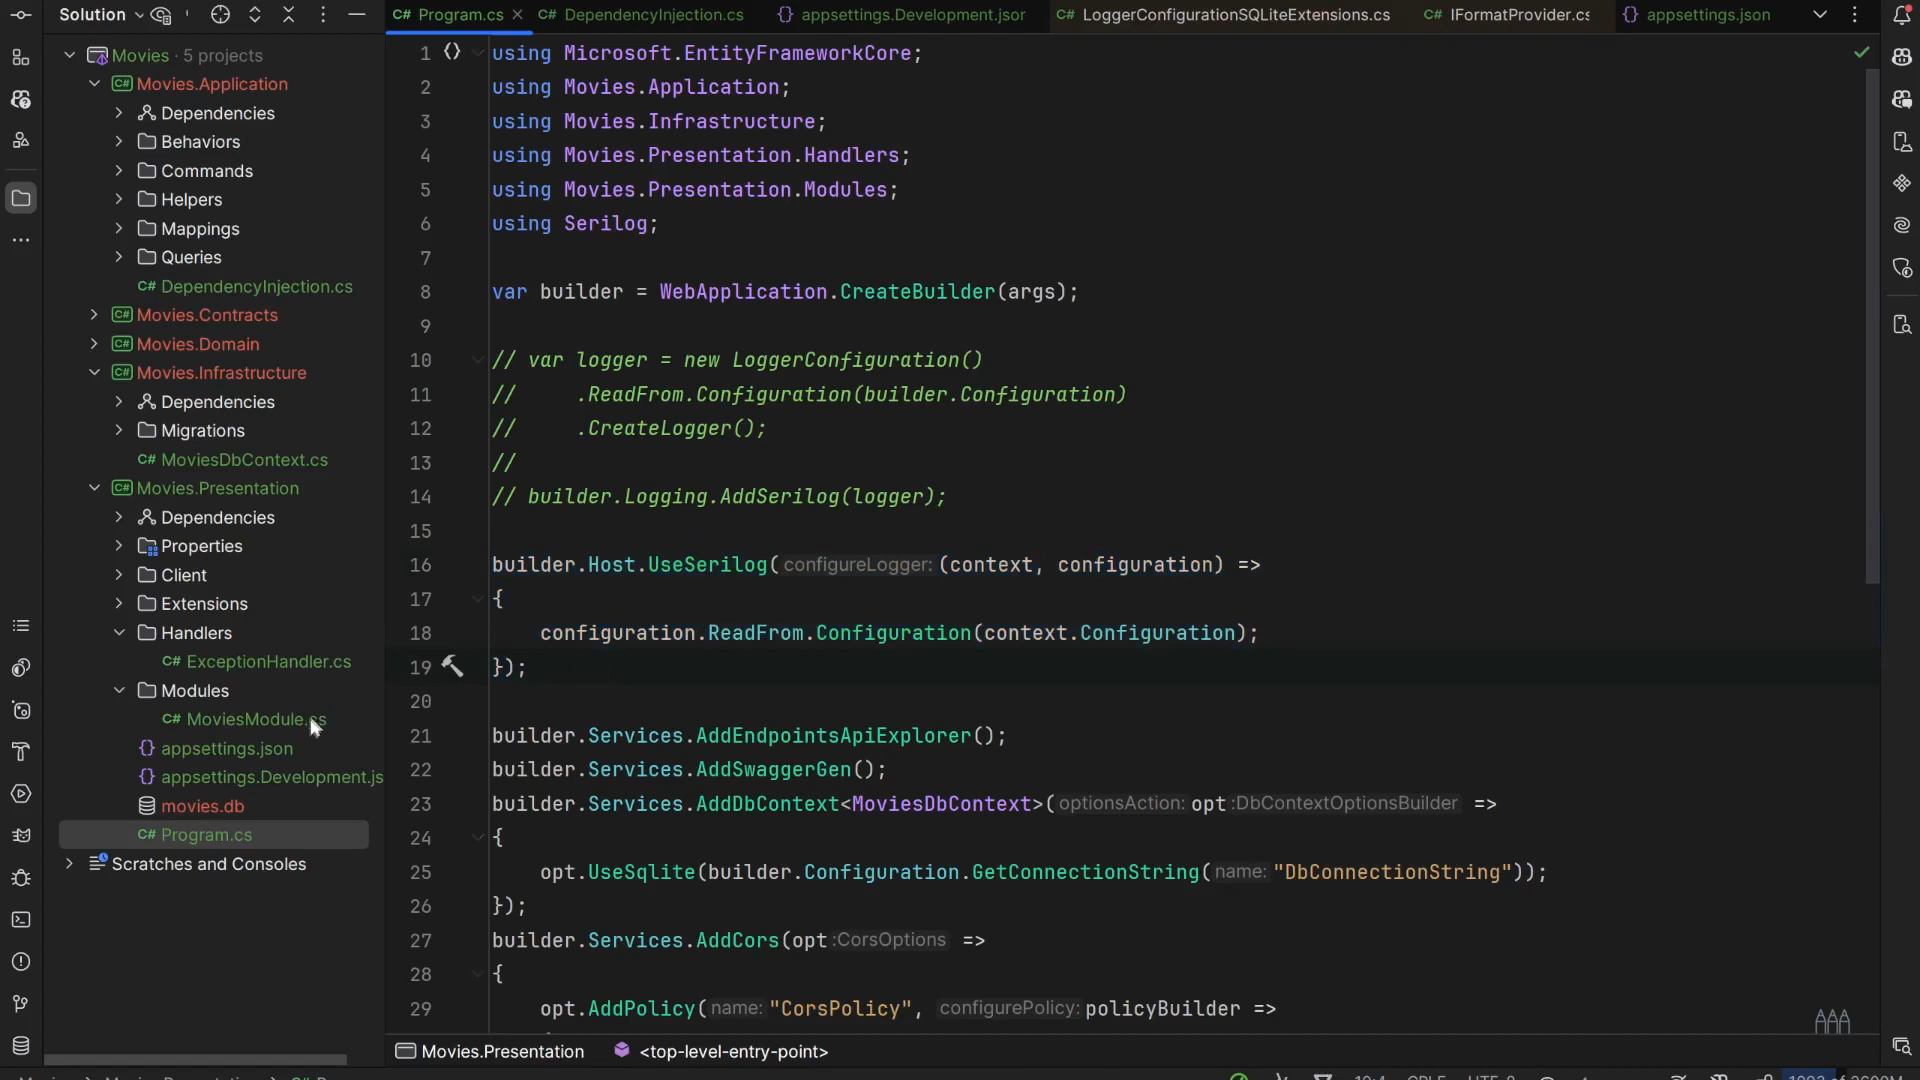 Solution
Program.cs
DependencyInjection.cs
appsettings.Development.json
LoggerConfigurationSQLiteExtensions.cs
IFormatProvider.cs
appsettings.json
Movies · 5 projects
Movies.Application
Dependencies
Behaviors
Commands
Helpers
Mappings
Queries
C# DependencyInjection.cs
Movies.Contracts
Movies.Domain
Movies.Infrastructure
Dependencies
Migrations
C# MoviesDbContext.cs
Movies.Presentation
Dependencies
Properties
Client
Extensions
Handlers
C# ExceptionHandler.cs
Modules
C# MoviesModule.cs
{} appsettings.json
{} appsettings.Development.js
movies.db
C# Program.cs
Scratches and Consoles
1 using Microsoft.EntityFrameworkCore;
2 using Movies.Application;
3 using Movies.Infrastructure;
4 using Movies.Presentation.Handlers;
5 using Movies.Presentation.Modules;
6 using Serilog;
7
8 var builder = WebApplication.CreateBuilder(args);
9
10 // var logger = new LoggerConfiguration()
11 //     .ReadFrom.Configuration(builder.Configuration)
12 //     .CreateLogger();
13 //
14 // builder.Logging.AddSerilog(logger);
15
16 builder.Host.UseSerilog( configureLogger: (context, configuration) =>
17 {
18     configuration.ReadFrom.Configuration(context.Configuration);
19 });
20
21 builder.Services.AddEndpointsApiExplorer();
22 builder.Services.AddSwaggerGen();
23 builder.Services.AddDbContext<MoviesDbContext>( optionsAction: opt :DbContextOptionsBuilder =>
24 {
25     opt.UseSqlite(builder.Configuration.GetConnectionString( name: "DbConnectionString"));
26 });
27 builder.Services.AddCors(opt :CorsOptions =>
28 {
29     opt.AddPolicy( name: "CorsPolicy", configurePolicy: policyBuilder =>
Movies.Presentation
<top-level-entry-point>